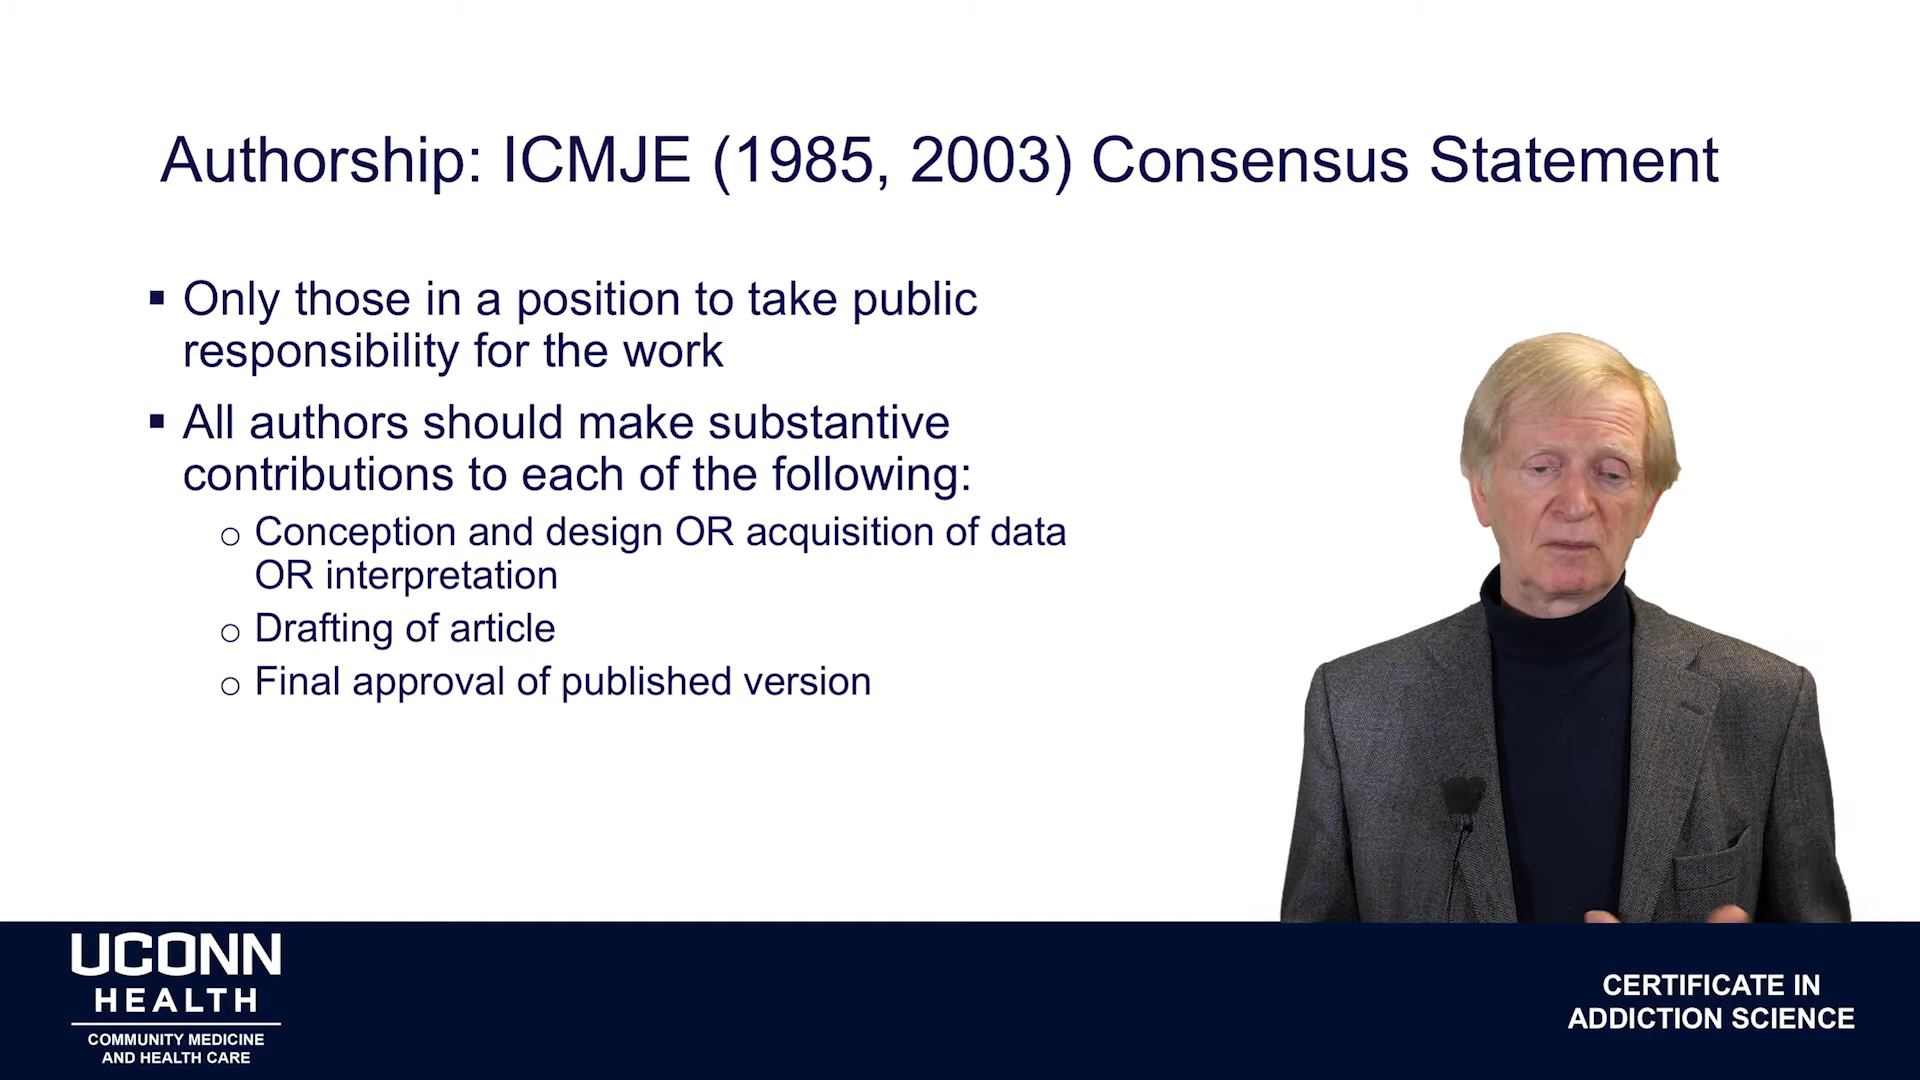 Authorship: ICMJE (1985, 2003) Consensus Statement
▪ Only those in a position to take public
responsibility for the work
▪ All authors should make substantive
contributions to each of the following:
o Conception and design OR acquisition of data
OR interpretation
o Drafting of article
o Final approval of published version
UCONN
HEALTH
COMMUNITY MEDICINE
AND HEALTH CARE
CERTIFICATE IN
ADDICTION SCIENCE